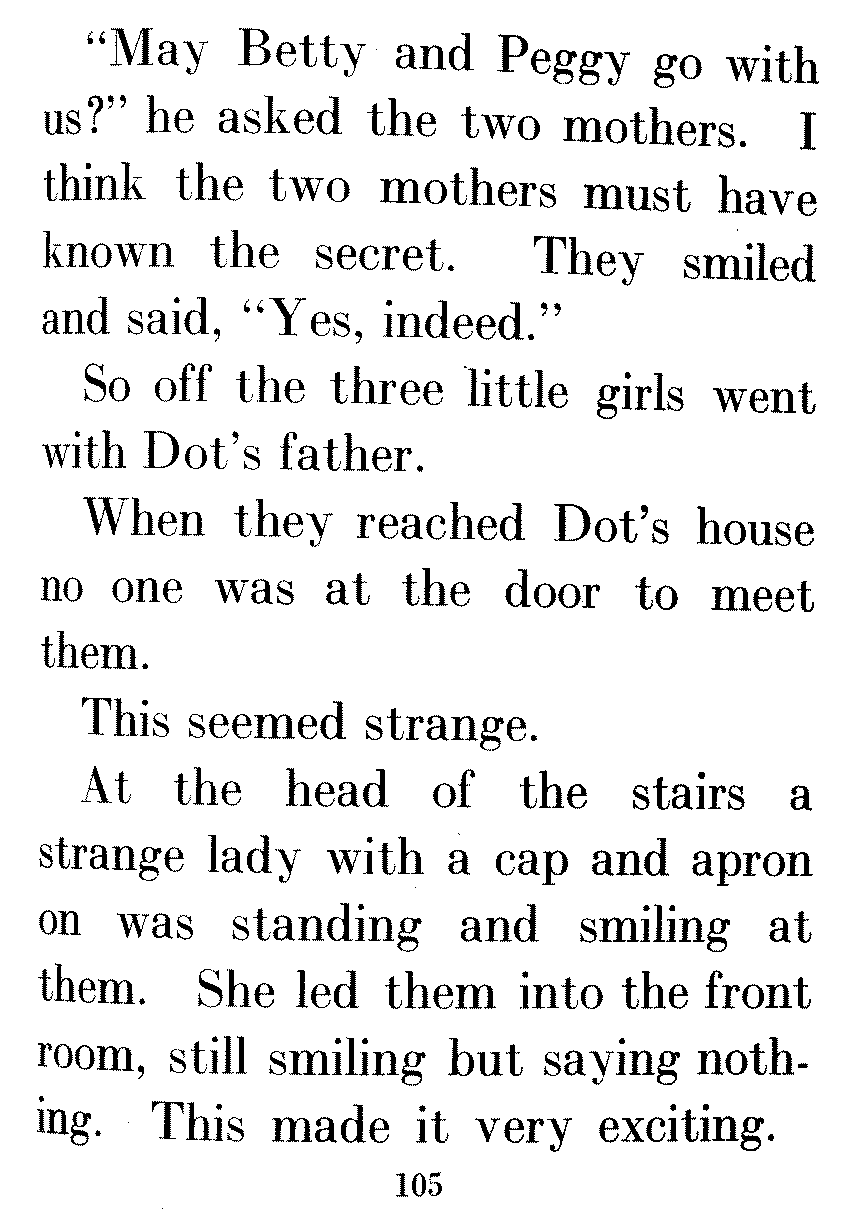 “May Betty and Peggy go with
us?” he asked the two mothers. I
think the two mothers must have
known the secret. They smiled
and said, “Yes, indeed.”
So off the three little girls went
with Dot’s father.
When they reached Dot’s house
no one was at the door to meet
them.
This seemed strange.
At the head of the stairs a
strange lady with a cap and apron
on was standing and smiling at
them. She led them into the front
room, still smiling but saying noth-
ing. This made it very exciting.
105